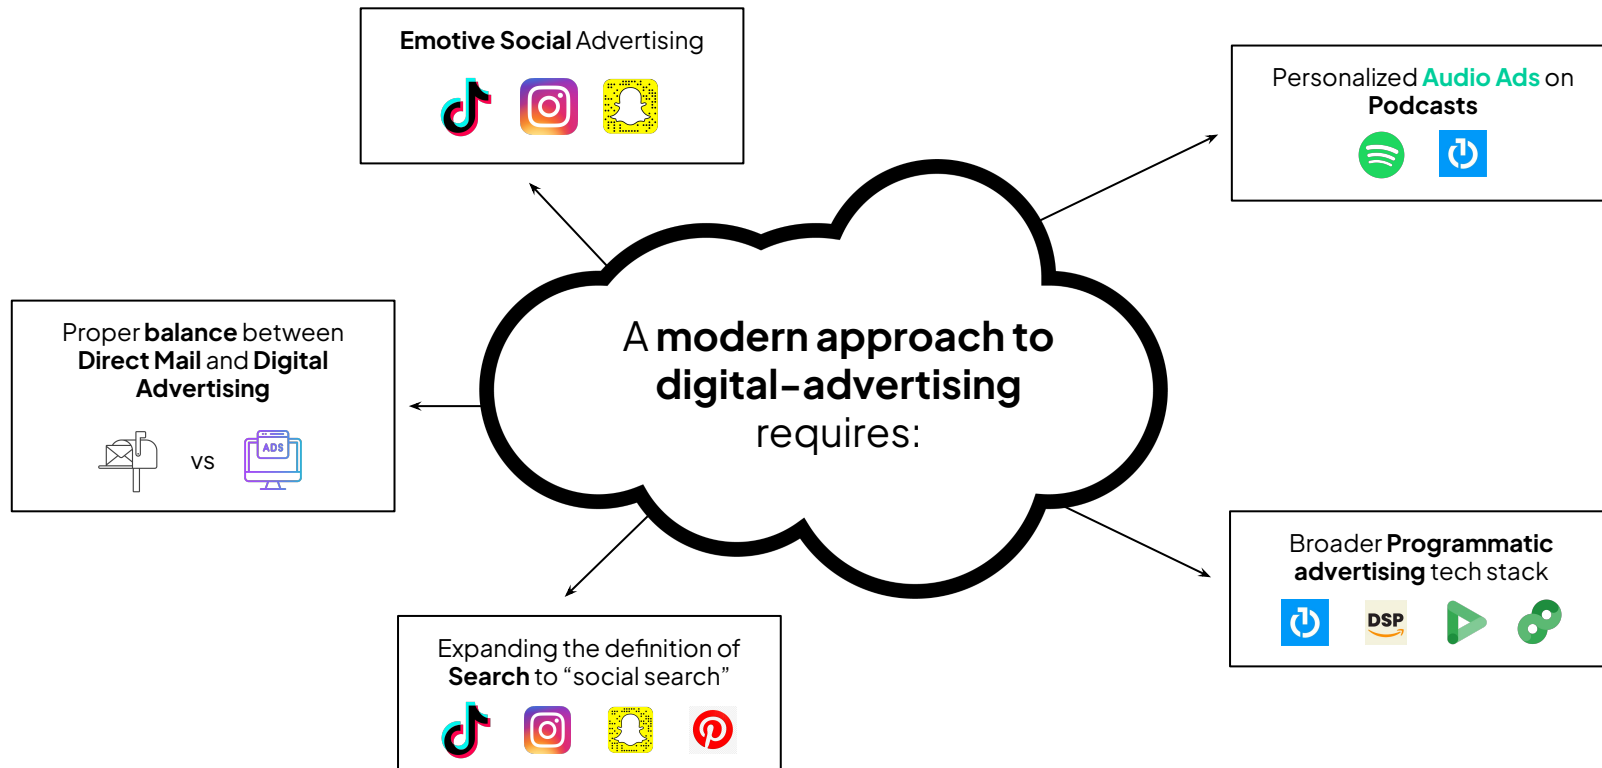 Emotive Social Advertising
Personalized Audio Ads on
Podcasts
A modern approach to
digital-advertising
requires:
Proper balance between
Direct Mail and Digital
Advertising
vs
ADS
Expanding the definition of
Search to “social search”
Broader Programmatic
advertising tech stack
DSP